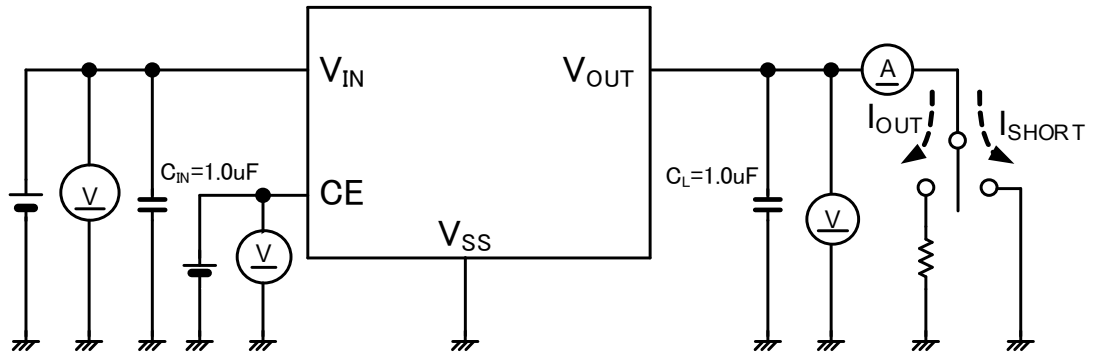 VIN
VOUT
A
IOUT
ISHORT
CIN=1.0uF
CL=1.0uF
V
CE
V
V
VSS